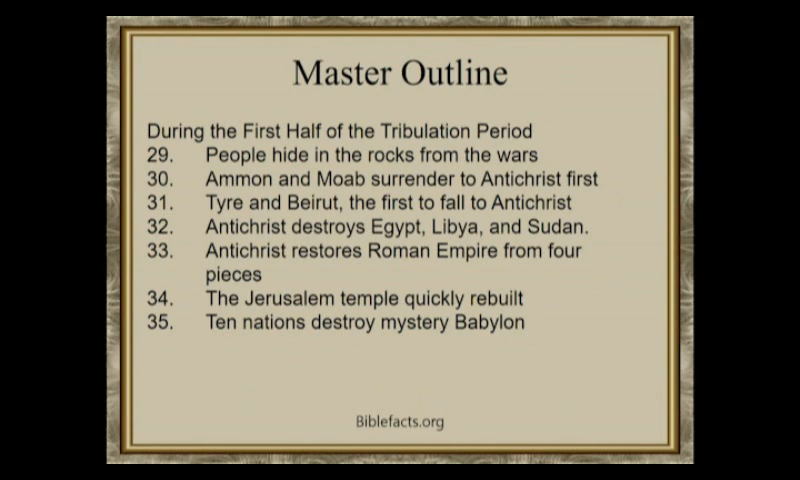 Master Outline
During the First Half of the Tribulation Period
29. People hide in the rocks from the wars
30. Ammon and Moab surrender to Antichrist first
31. Tyre and Beirut, the first to fall to Antichrist
32. Antichrist destroys Egypt, Libya, and Sudan.
33. Antichrist restores Roman Empire from four
pieces
34. The Jerusalem temple quickly rebuilt
35. Ten nations destroy mystery Babylon
Biblefacts.org